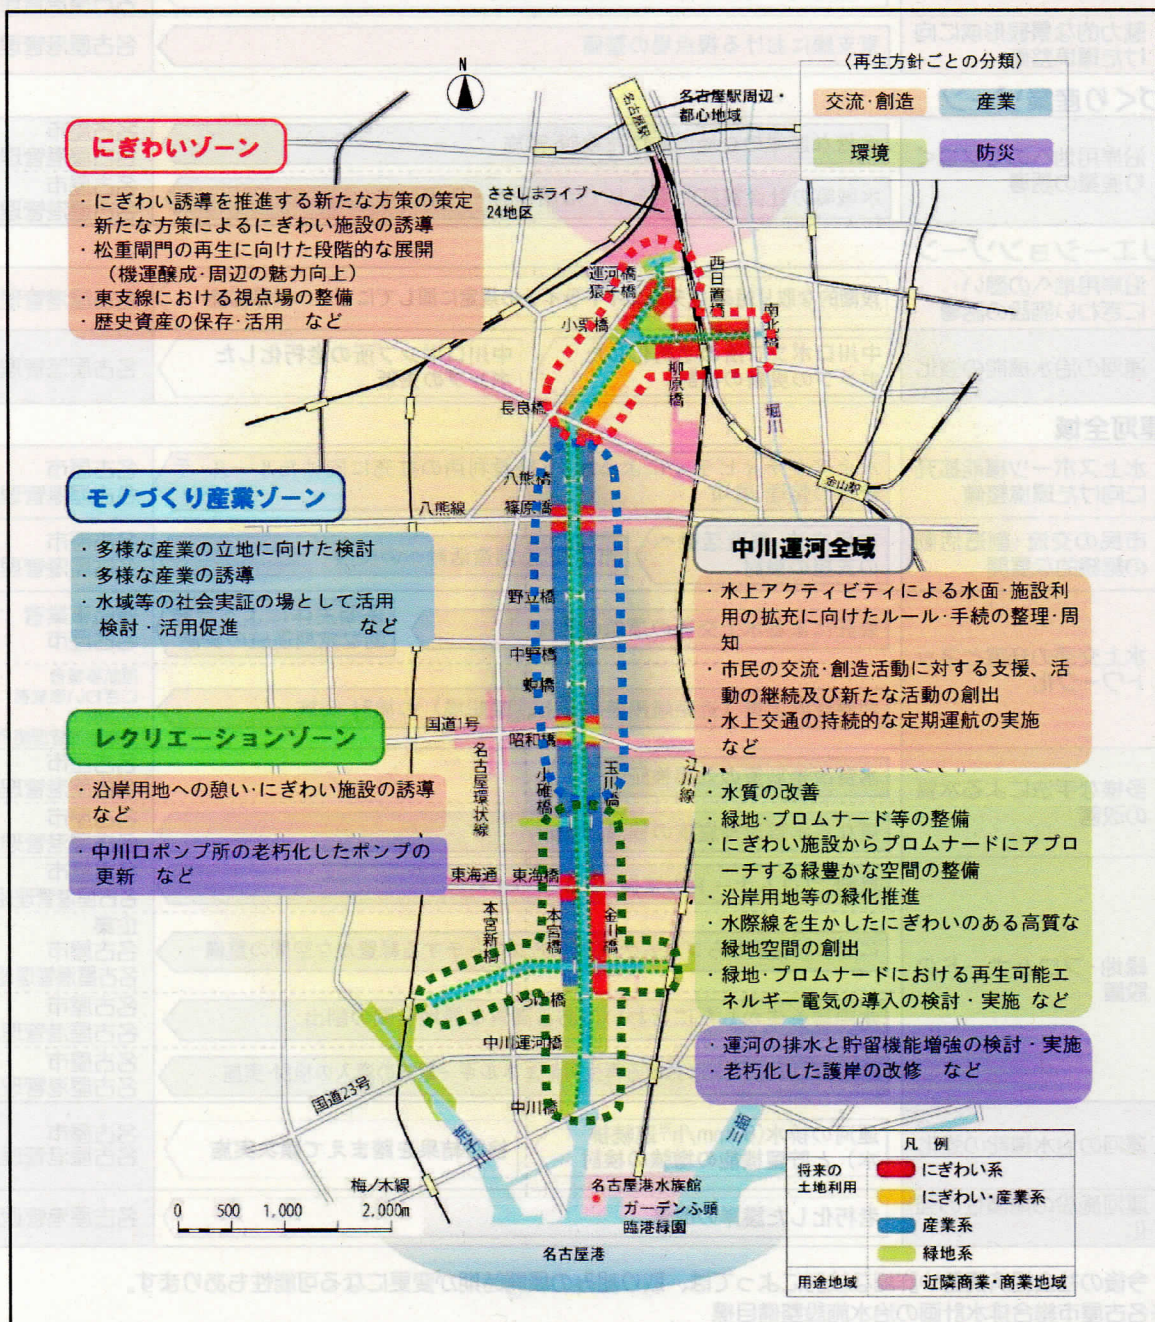 N
〈再生方針ごとの分類〉
交流・創造
産業
環境
防災
名古屋駅
名古屋駅周辺・
都心地域
にぎわいゾーン
・にぎわい誘導を推進する新たな方策の策定
・新たな方策によるにぎわい施設の誘導
・松重閘門の再生に向けた段階的な展開
（機運醸成・周辺の魅力向上）
・東支線における視点場の整備
・歴史資産の保存・活用 など
ささしまライブ
24地区
運河橋
猿子橋
小栗橋
西日置橋
南北橋
柳原橋
堀川
長良橋
金山駅
モノづくり産業ゾーン
・多様な産業の立地に向けた検討
・多様な産業の誘導
・水域等の社会実証の場として活用
検討・活用促進 など
八熊橋
八熊線
篠原橋
野立橋
中野橋
蜆橋
国道1号
昭和橋
名古屋環状線
小碓橋
玉川橋
江川線
中川運河全域
・水上アクティビティによる水面・施設利
用の拡充に向けたルール・手続の整理・周
知
・市民の交流・創造活動に対する支援、活
動の継続及び新たな活動の創出
・水上交通の持続的な定期運航の実施
など
・水質の改善
・緑地・プロムナード等の整備
・にぎわい施設からプロムナードにアプロ
ーチする緑豊かな空間の整備
・沿岸用地等の緑化推進
・水際線を生かしたにぎわいのある高質な
緑地空間の創出
・緑地・プロムナードにおける再生可能エ
ネルギー電気の導入の検討・実施 など
・運河の排水と貯留機能増強の検討・実施
・老朽化した護岸の改修 など
レクリエーションゾーン
・沿岸用地への憩い・にぎわい施設の誘導
など
・中川口ポンプ所の老朽化したポンプの
更新 など
東海通
東海橋
本宮新橋
本宮橋
金川橋
いろは橋
中川運河橋
国道23号
中川橋
荒子川
梅ノ木線
0 500 1,000 2,000m
名古屋港水族館
ガーデンふ頭
臨港緑園
名古屋港
凡 例
将来の
土地利用
にぎわい系
にぎわい・産業系
産業系
緑地系
用途地域
近隣商業・商業地域